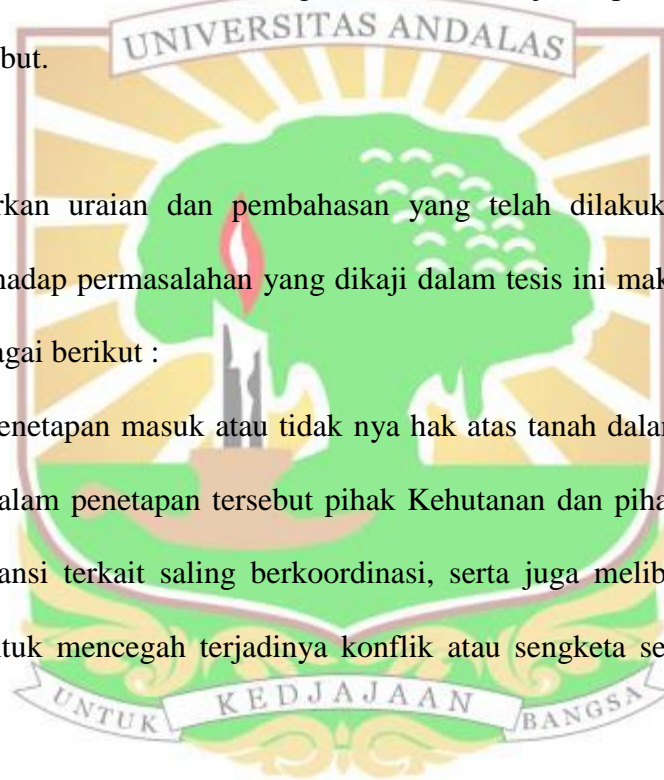 UNIVERSITAS ANDALAS
but.
rkan uraian dan pembahasan yang telah dilakuk
hadap permasalahan yang dikaji dalam tesis ini mak
agai berikut :
enetapan masuk atau tidak nya hak atas tanah dalam
alam penetapan tersebut pihak Kehutanan dan piha
ansi terkait saling berkoordinasi, serta juga melib
tuk mencegah terjadinya konflik atau sengketa se
UNTUK KEDJAJAAN BANGSA